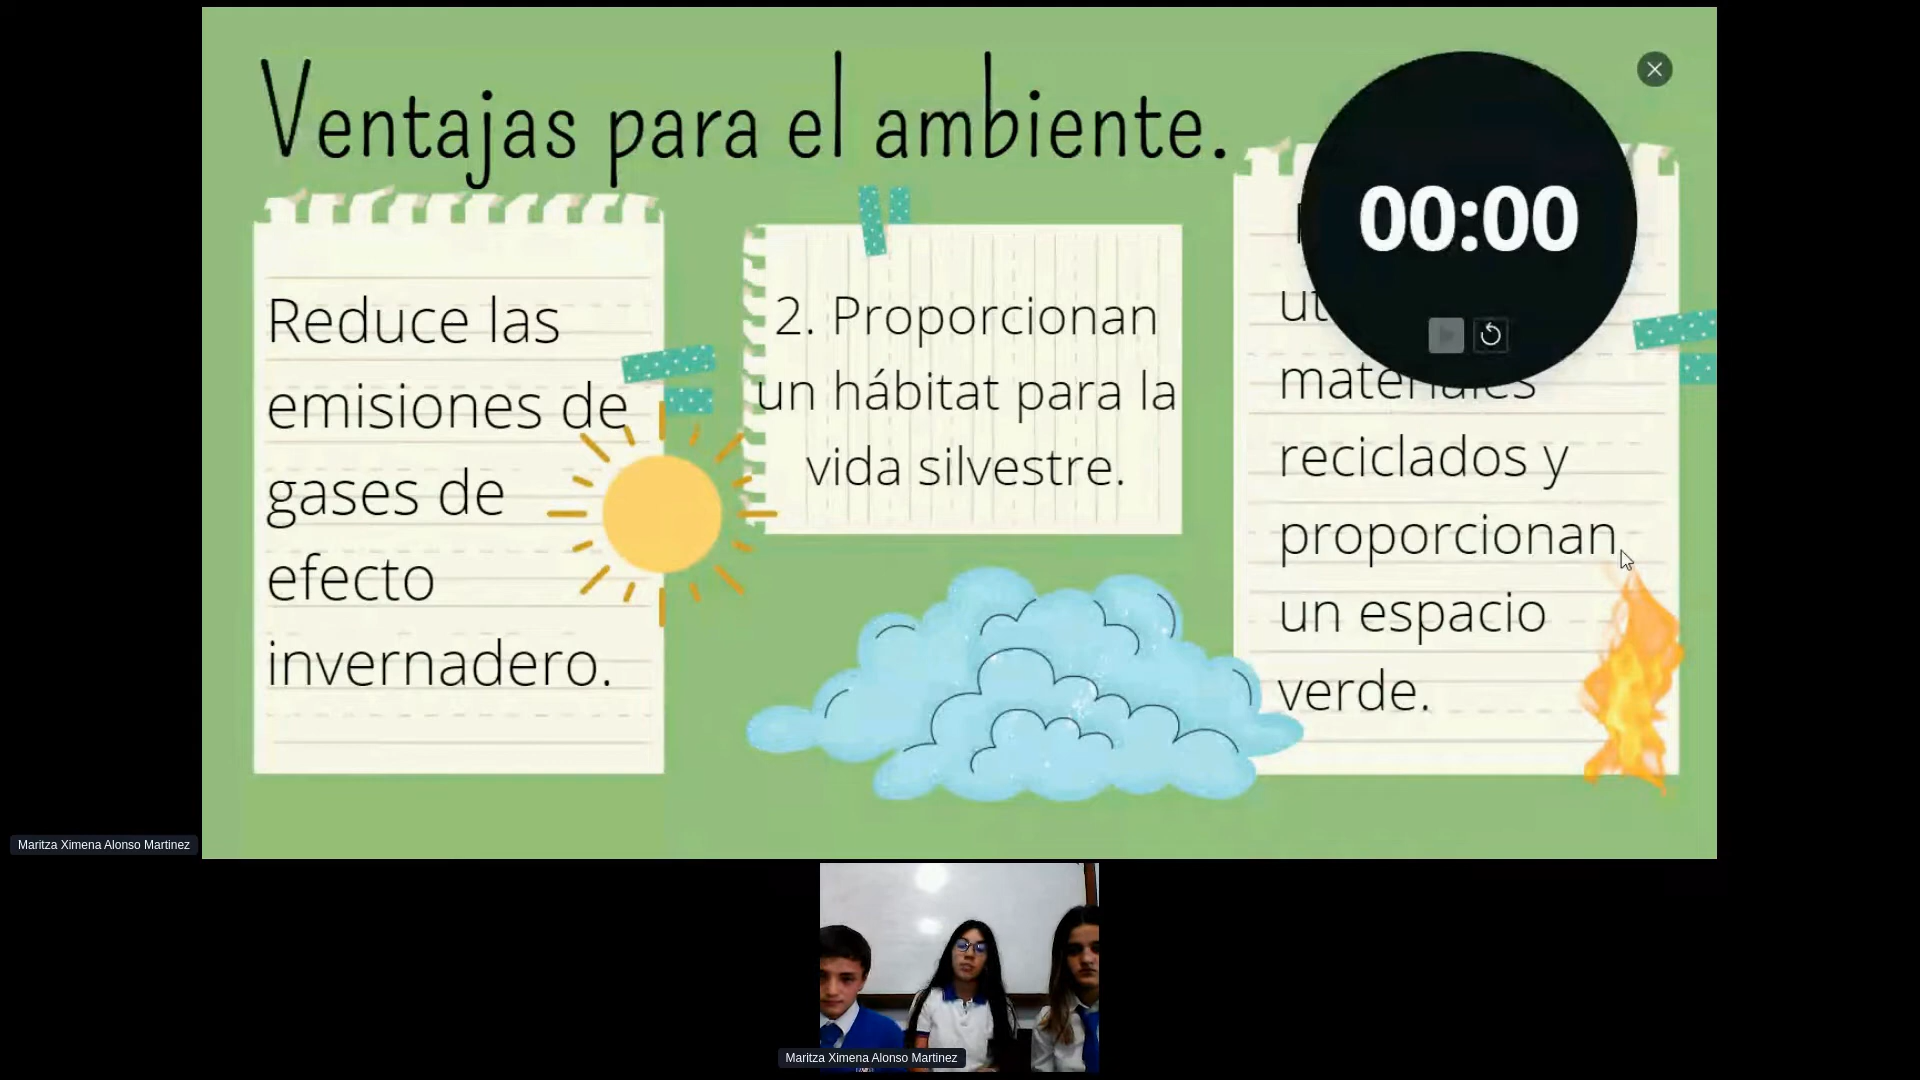 Ventajas para el ambiente.
00:00
Reduce las
emisiones de
gases de
efecto
invernadero.
2. Proporcionan
un hábitat para la
vida silvestre.
materiales
reciclados y
proporcionan
un espacio
verde.
Maritza Ximena Alonso Martinez
Maritza Ximena Alonso Martinez